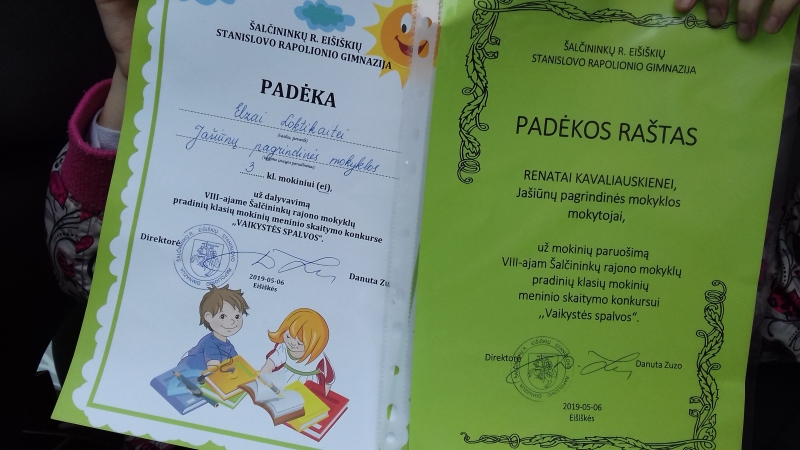 ŠALČININKŲ R. EIŠIŠKIŲ
STANISLOVO RAPOLIONIO GIMNAZIJA
PADĖKA
Elzai Loktikaitei
(vardas, pavardė)
Jašiūnų pagrindinės mokyklos
3 kl. mokiniui (ei),
už dalyvavimą
VIII-ajame Šalčininkų rajono mokyklų
pradinių klasių mokinių meninio skaitymo konkurse
,,VAIKYSTĖS SPALVOS".
Direktorė
Danuta Zu
2019-05-06
Eišiškės
ŠALČININKŲ R. EIŠIŠKIŲ
STANISLOVO RAPOLIONIO GIMNAZIJA
PADĖKOS RAŠTAS
RENATAI KAVALIAUSKIENEI,
Jašiūnų pagrindinės mokyklos
mokytojai,
už mokinių paruošimą
VIII-ajam Šalčininkų rajono mokyklų
pradinių klasių mokinių
meninio skaitymo konkursui
,,Vaikystės spalvos".
Direktorė
Danuta Zuzo
2019-05-06
Eišiškės